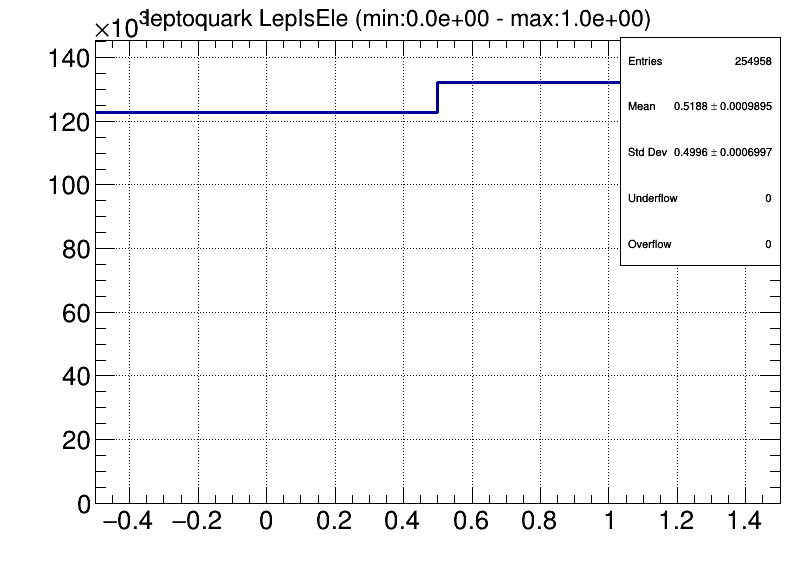 ×10³
leptoquark LepIsEle (min:0.0e+00 - max:1.0e+00)
Entries 254958
Mean 0.5188 ± 0.0009895
Std Dev 0.4996 ± 0.0006997
Underflow 0
Overflow 0
140
120
100
80
60
40
20
0
−0.4 −0.2 0 0.2 0.4 0.6 0.8 1 1.2 1.4